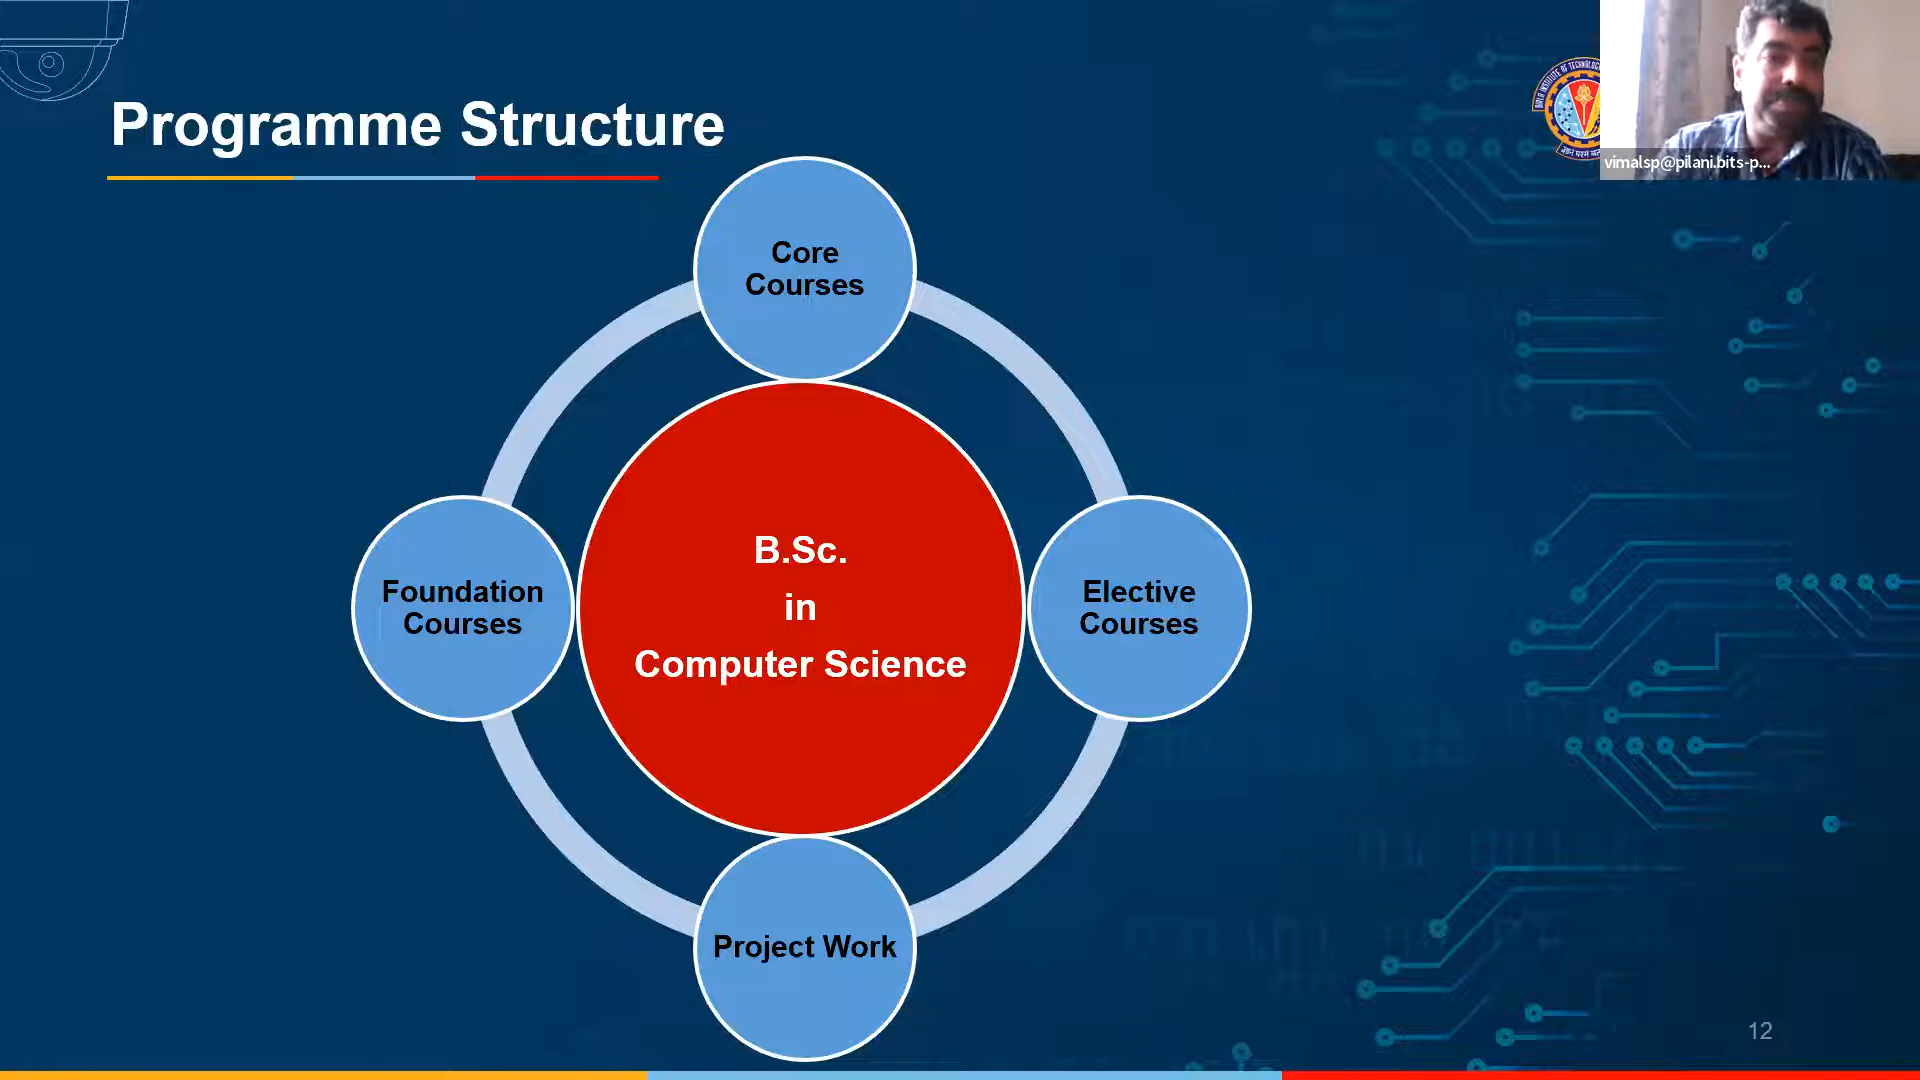 Programme Structure
vimalsp@pilani.bits-p...
Core
Courses
Foundation
Courses
B.Sc.
in
Computer Science
Elective
Courses
Project Work
12